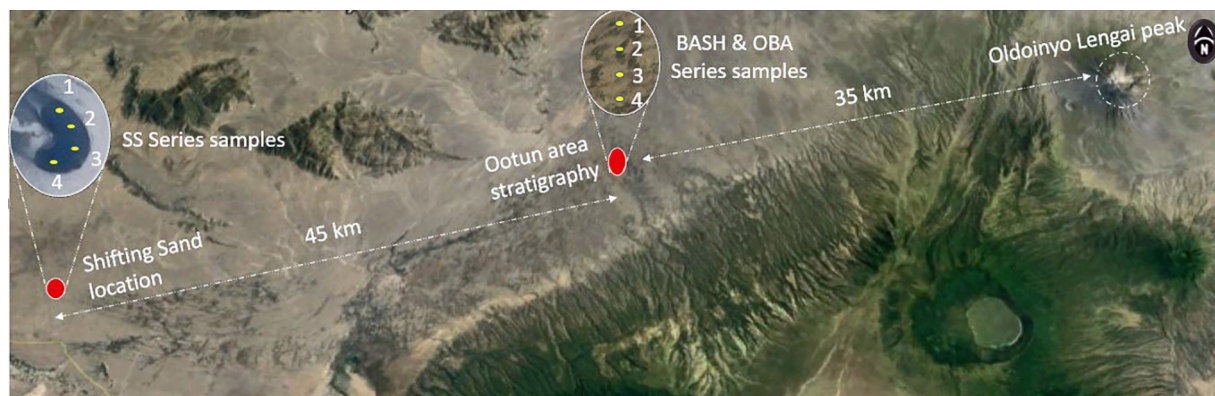 1
2
3
4
SS Series samples
Shifting Sand
location
45 km
1
2
3
4
BASH & OBA
Series samples
Ootun area
stratigraphy
35 km
Oldoinyo Lengai peak
N